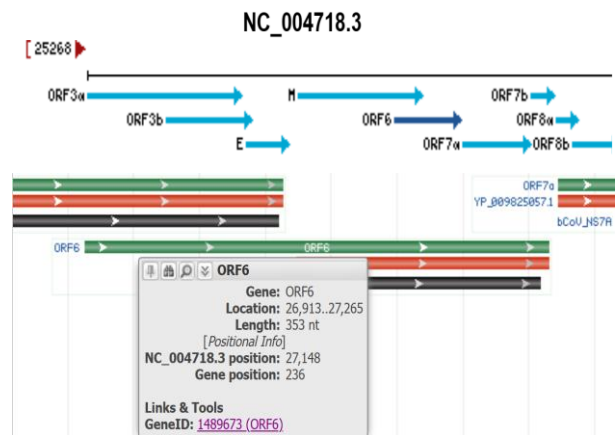 NC_004718.3
[ 25268
ORF3a M ORF7b
ORF3b ORF6 ORF8a
E ORF7a ORF8b
ORF7a
YP_009825057.1
bCoV_NS7A
ORF6 ORF6
ORF6
Gene: ORF6
Location: 26,913..27,265
Length: 353 nt
[Positional Info]
NC_004718.3 position: 27,148
Gene position: 236
Links & Tools
GeneID: 1489673 (ORF6)